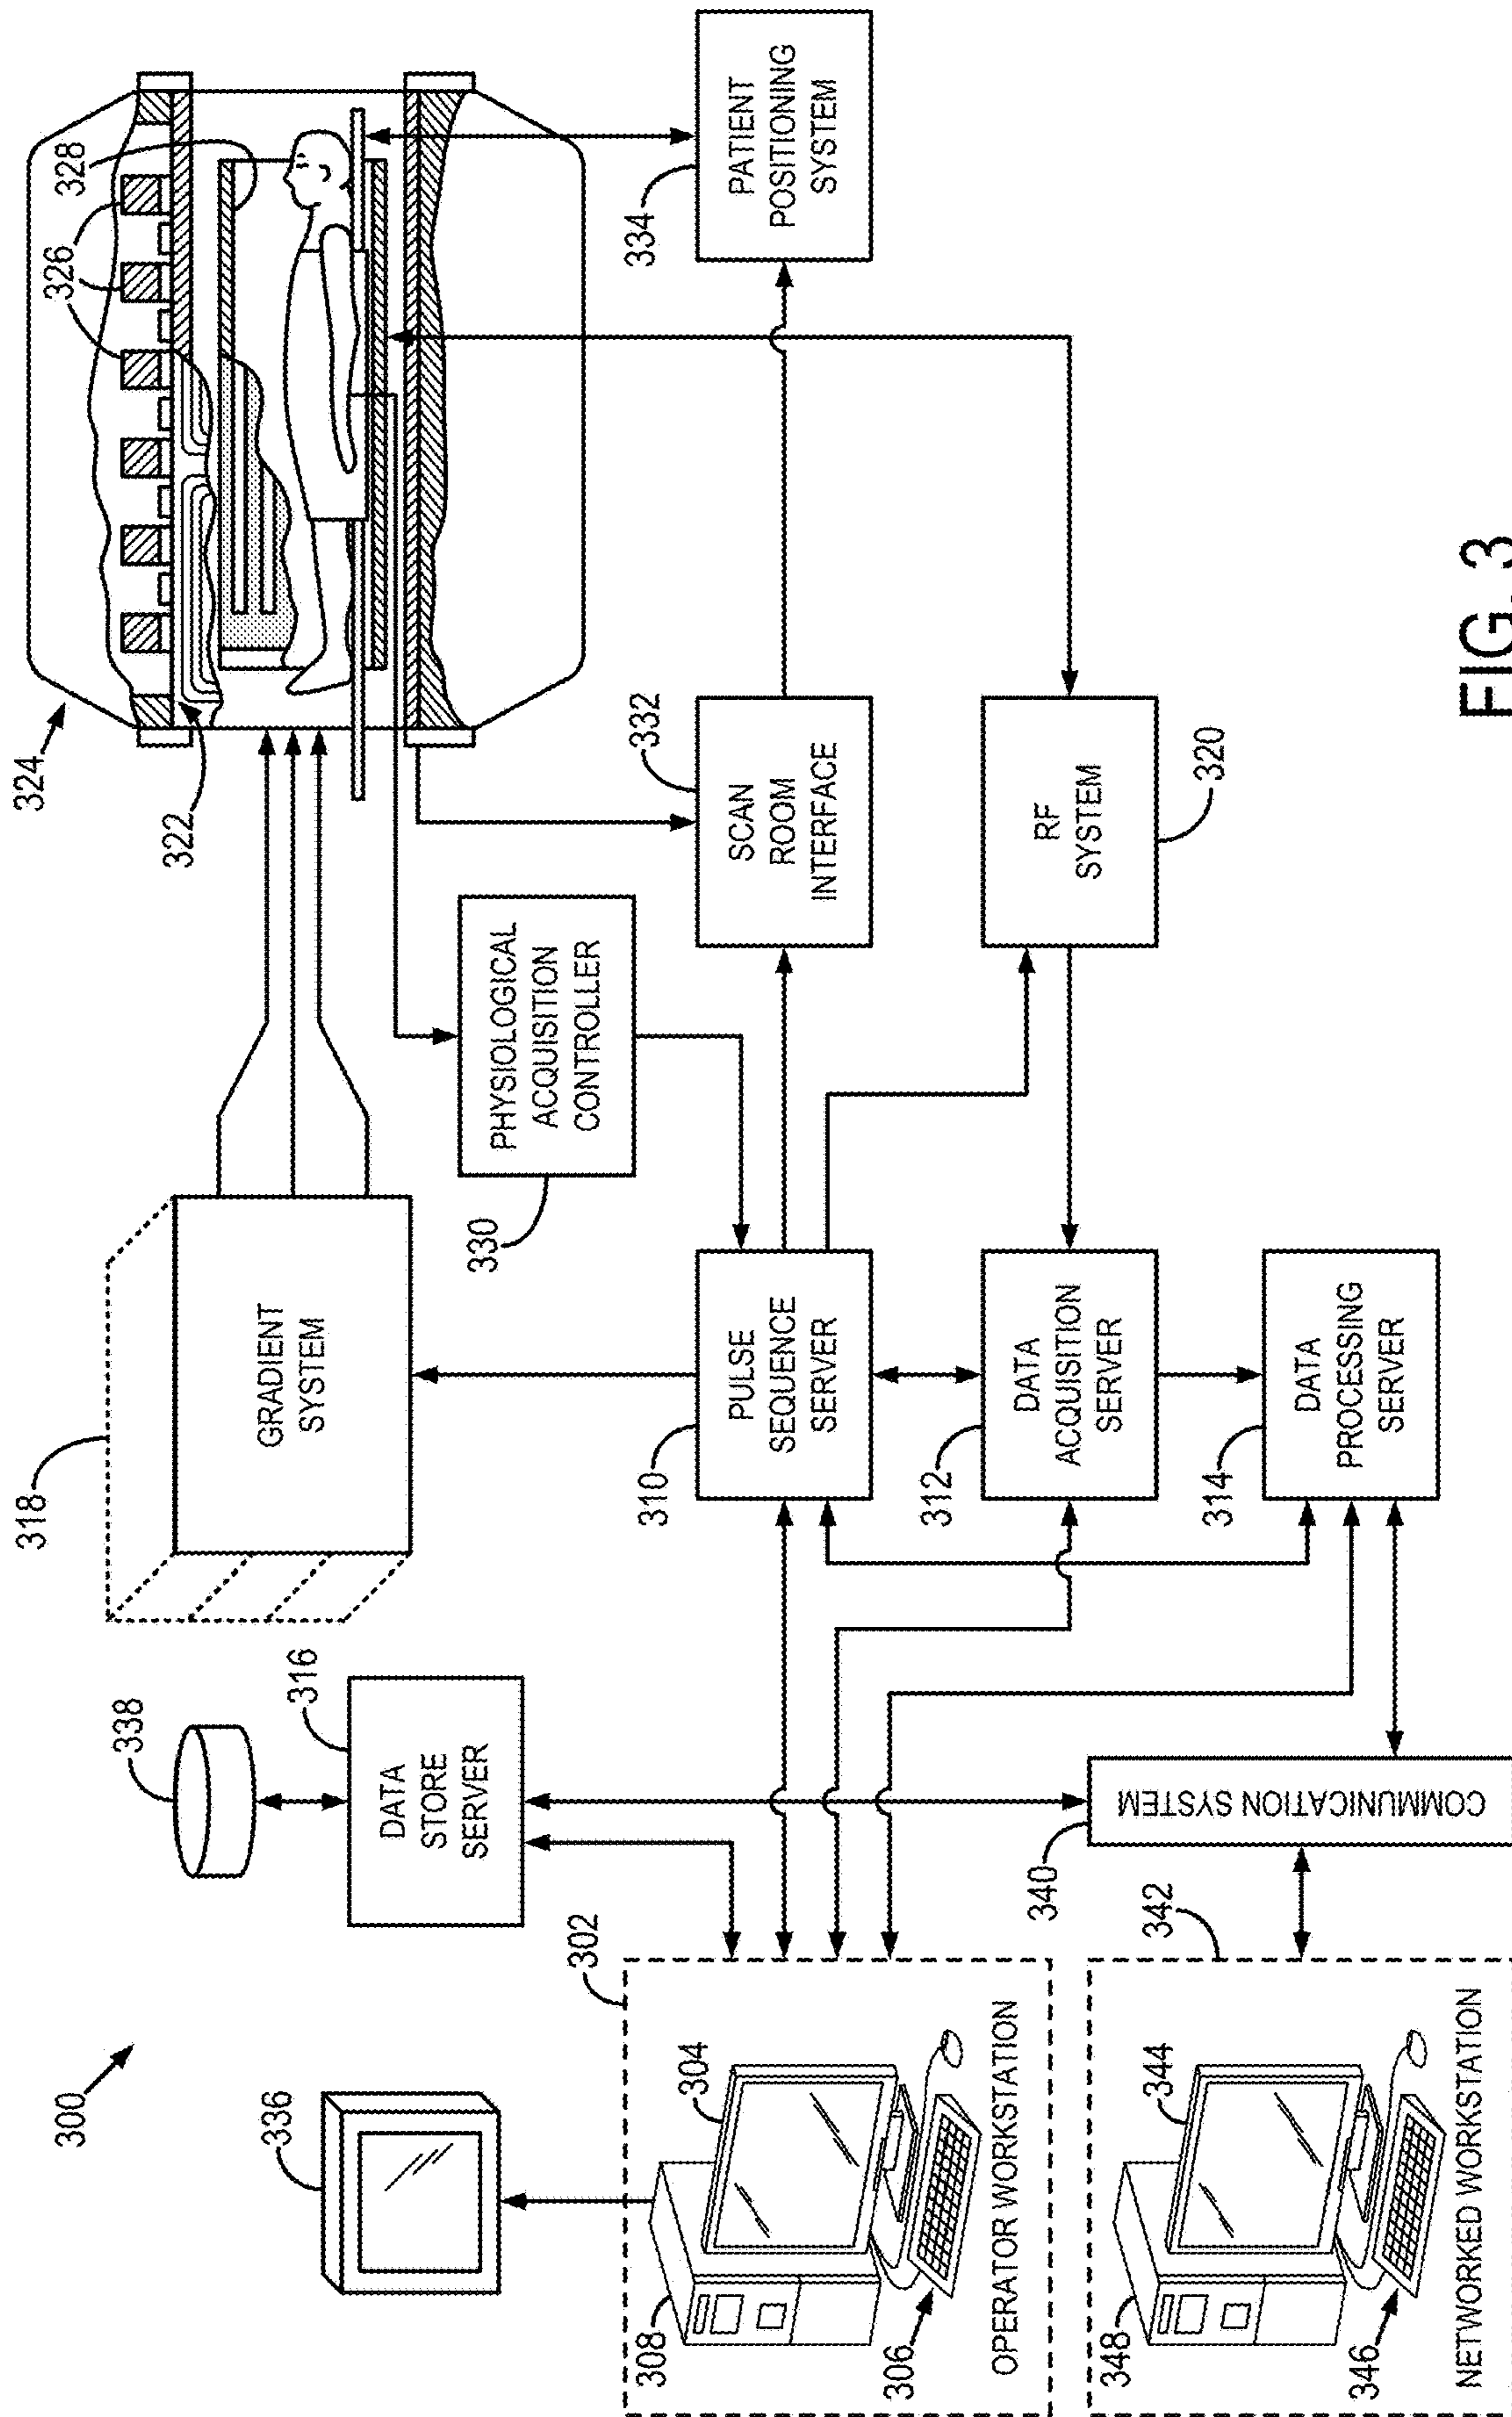 300
336
338
318
324
326
328
322
316
DATA
STORE
SERVER
GRADIENT
SYSTEM
PHYSIOLOGICAL
ACQUISITION
CONTROLLER
330
302
308
304
306
OPERATOR WORKSTATION
310
PULSE
SEQUENCE
SERVER
332
SCAN
ROOM
INTERFACE
334
PATIENT
POSITIONING
SYSTEM
312
DATA
ACQUISITION
SERVER
RF
SYSTEM
320
340
COMMUNICATION SYSTEM
314
DATA
PROCESSING
SERVER
342
348
344
346
NETWORKED WORKSTATION
FIG. 3